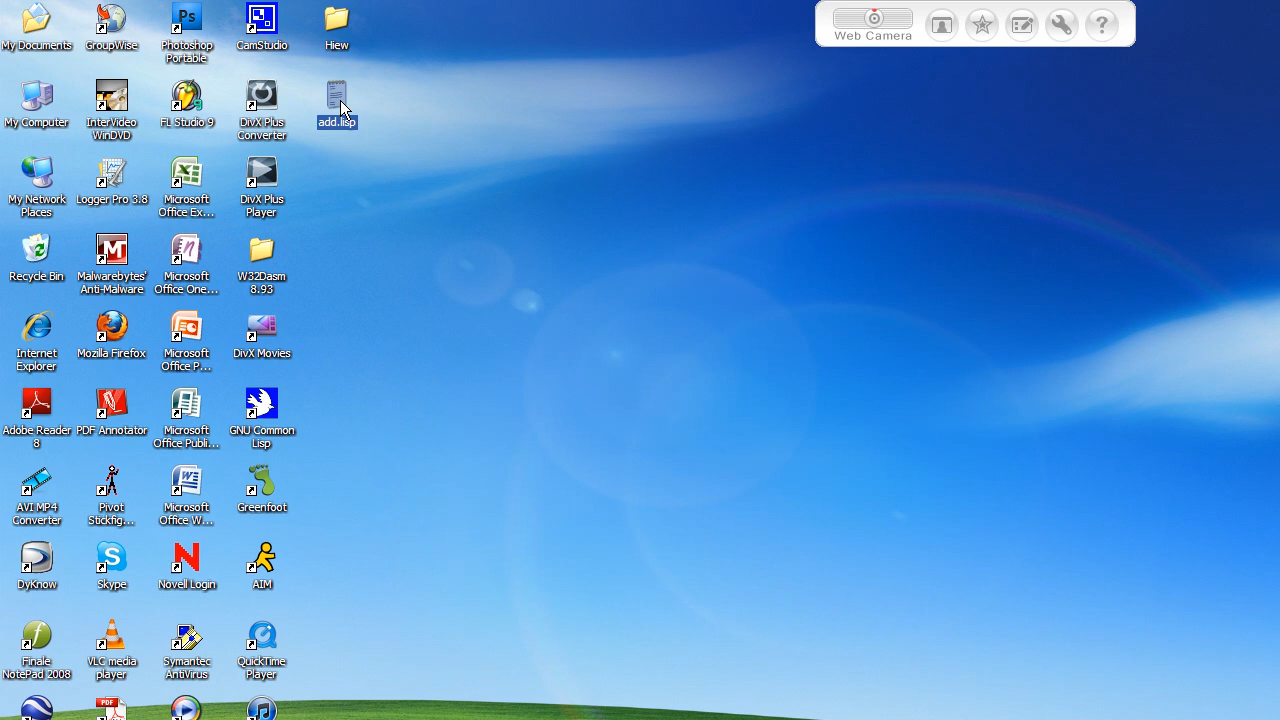 My Documents
GroupWise
Photoshop
Portable
CamStudio
Hiew
Web Camera
My Computer
InterVideo
WinDVD
FL Studio 9
DivX Plus
Converter
add.lisp
My Network
Places
Logger Pro 3.8
Microsoft
Office Ex...
DivX Plus
Player
Recycle Bin
Malwarebytes'
Anti-Malware
Microsoft
Office One...
W32Dasm
8.93
Internet
Explorer
Mozilla Firefox
Microsoft
Office P...
DivX Movies
Adobe Reader
8
PDF Annotator
Microsoft
Office Publi...
GNU Common
Lisp
AVI MP4
Converter
Pivot
Stickfig...
Microsoft
Office W...
Greenfoot
DyKnow
Skype
Novell Login
AIM
Finale
NotePad 2008
VLC media
player
Symantec
AntiVirus
QuickTime
Player
PDF